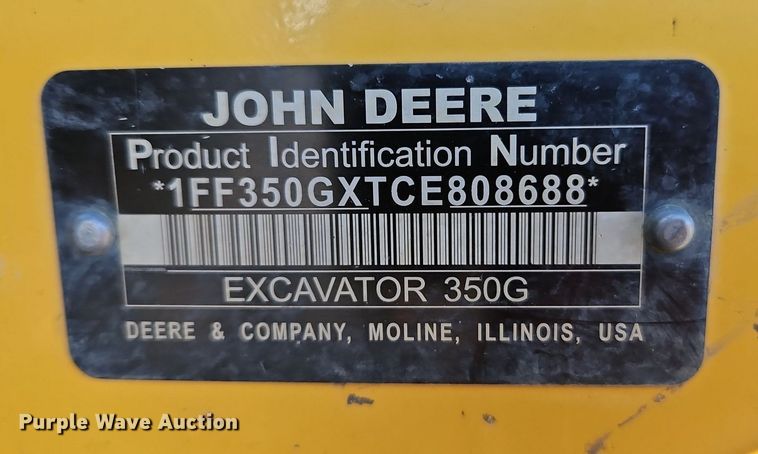 JOHN DEERE
Product Identification Number
*1FF350GXTCE808688*
EXCAVATOR 350G
DEERE & COMPANY, MOLINE, ILLINOIS, USA
Purple Wave Auction